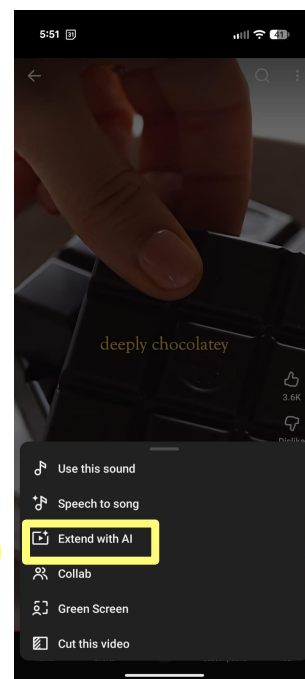 5:51 31
41
deeply chocolatey
3.6K
Dislike
Use this sound
Speech to song
Extend with AI
Collab
Green Screen
Cut this video